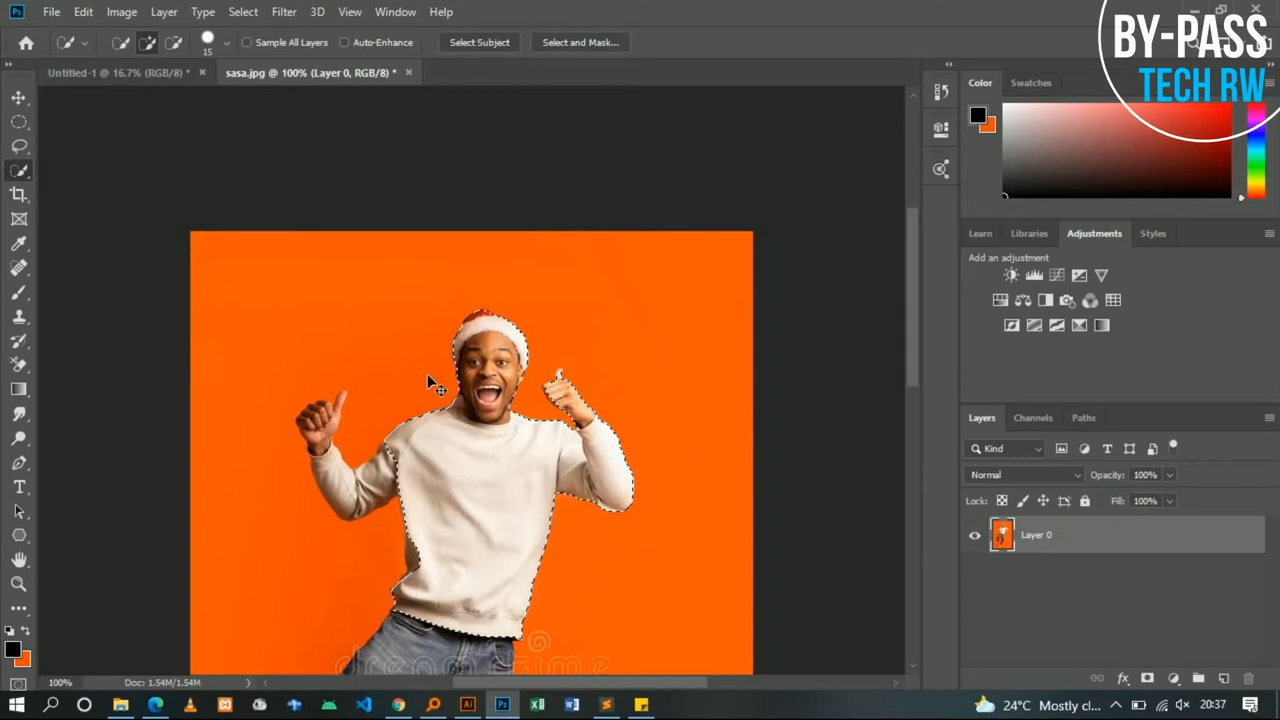 File Edit Image Layer Type Select Filter 3D View Window Help
BY-PASS
TECH RW
15 Sample All Layers Auto-Enhance Select Subject Select and Mask...
Untitled-1 @ 16.7% (RGB/8) * × sasa.jpg @ 100% (Layer 0, RGB/8) * ×
Color Swatches
Learn Libraries Adjustments Styles
Add an adjustment
Layers Channels Paths
Kind
Normal Opacity: 100%
Lock: Fill: 100%
Layer 0
dreamstime
100% Doc: 1.54M/1.54M
24°C Mostly cl... 20:37